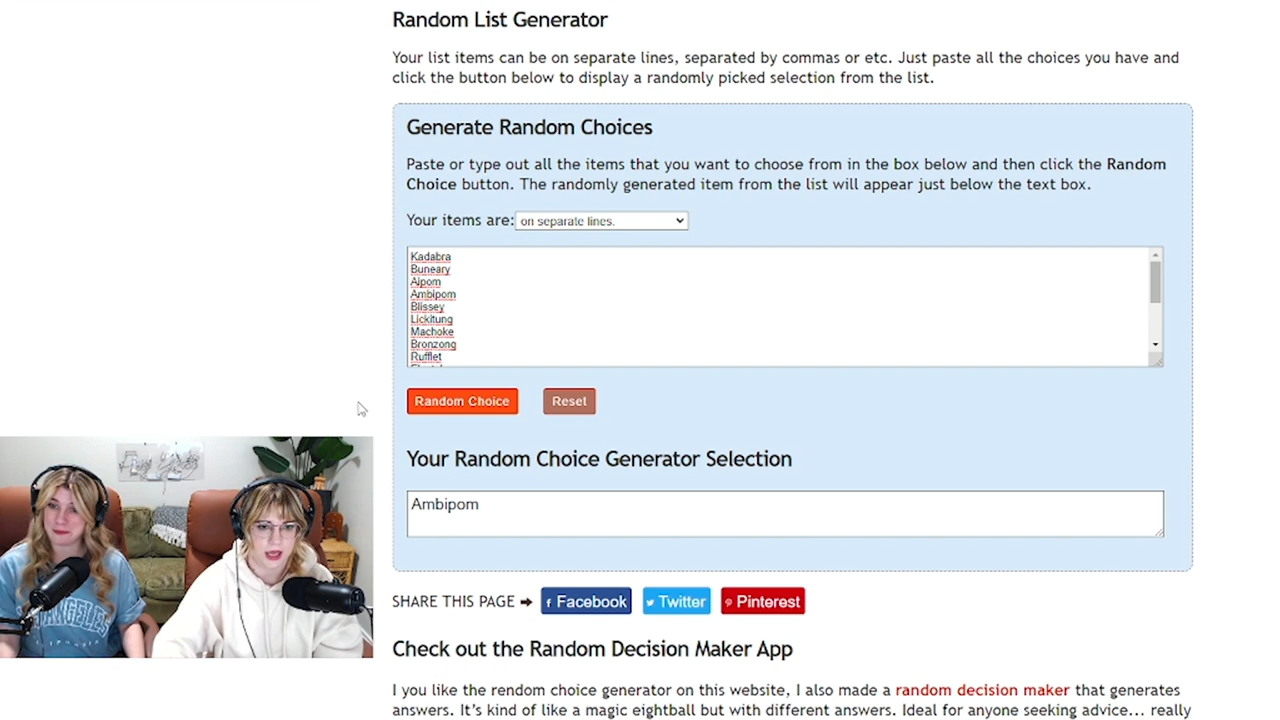 Random List Generator
Your list items can be on separate lines, separated by commas or etc. Just paste all the choices you have and
click the button below to display a randomly picked selection from the list.
Generate Random Choices
Paste or type out all the items that you want to choose from in the box below and then click the Random
Choice button. The randomly generated item from the list will appear just below the text box.
Your items are: on separate lines.
Kadabra
Buneary
Aipom
Ambipom
Blissey
Lickitung
Machoke
Bronzong
Rufflet
Random Choice Reset
Your Random Choice Generator Selection
Ambipom
SHARE THIS PAGE ➡ Facebook Twitter Pinterest
Check out the Random Decision Maker App
I you like the rendom choice generator on this website, I also made a random decision maker that generates
answers. It's kind of like a magic eightball but with different answers. Ideal for anyone seeking advice... really